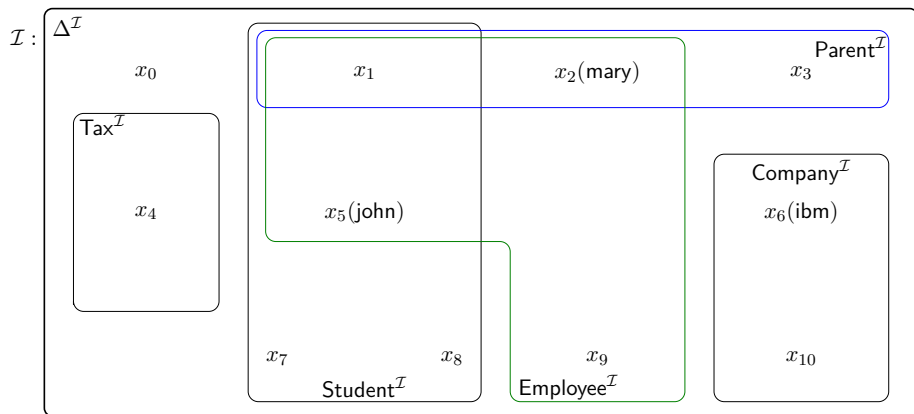 𝓘 : Δ^𝓘
Parent^𝓘
x₀ x₁ x₂(mary) x₃
Tax^𝓘
Company^𝓘
x₄ x₅(john) x₆(ibm)
x₇ x₈ x₉ x₁₀
Student^𝓘 Employee^𝓘